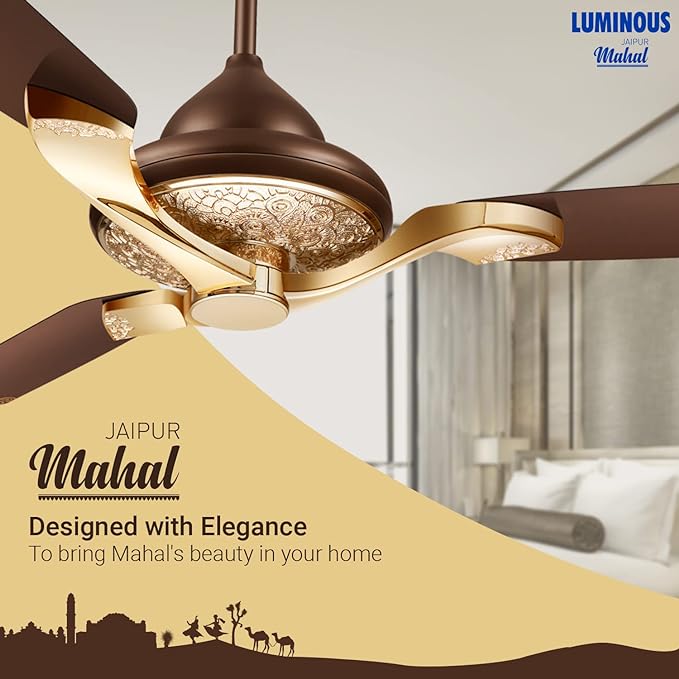 LUMINOUS
JAIPUR
Mahal
JAIPUR
Mahal
Designed with Elegance
To bring Mahal's beauty in your home